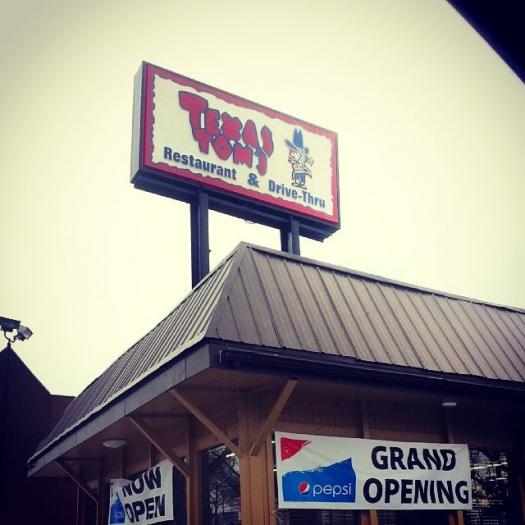 TEXAS
TOM'S
Restaurant & Drive-Thru
NOW
OPEN
pepsi
GRAND
OPENING